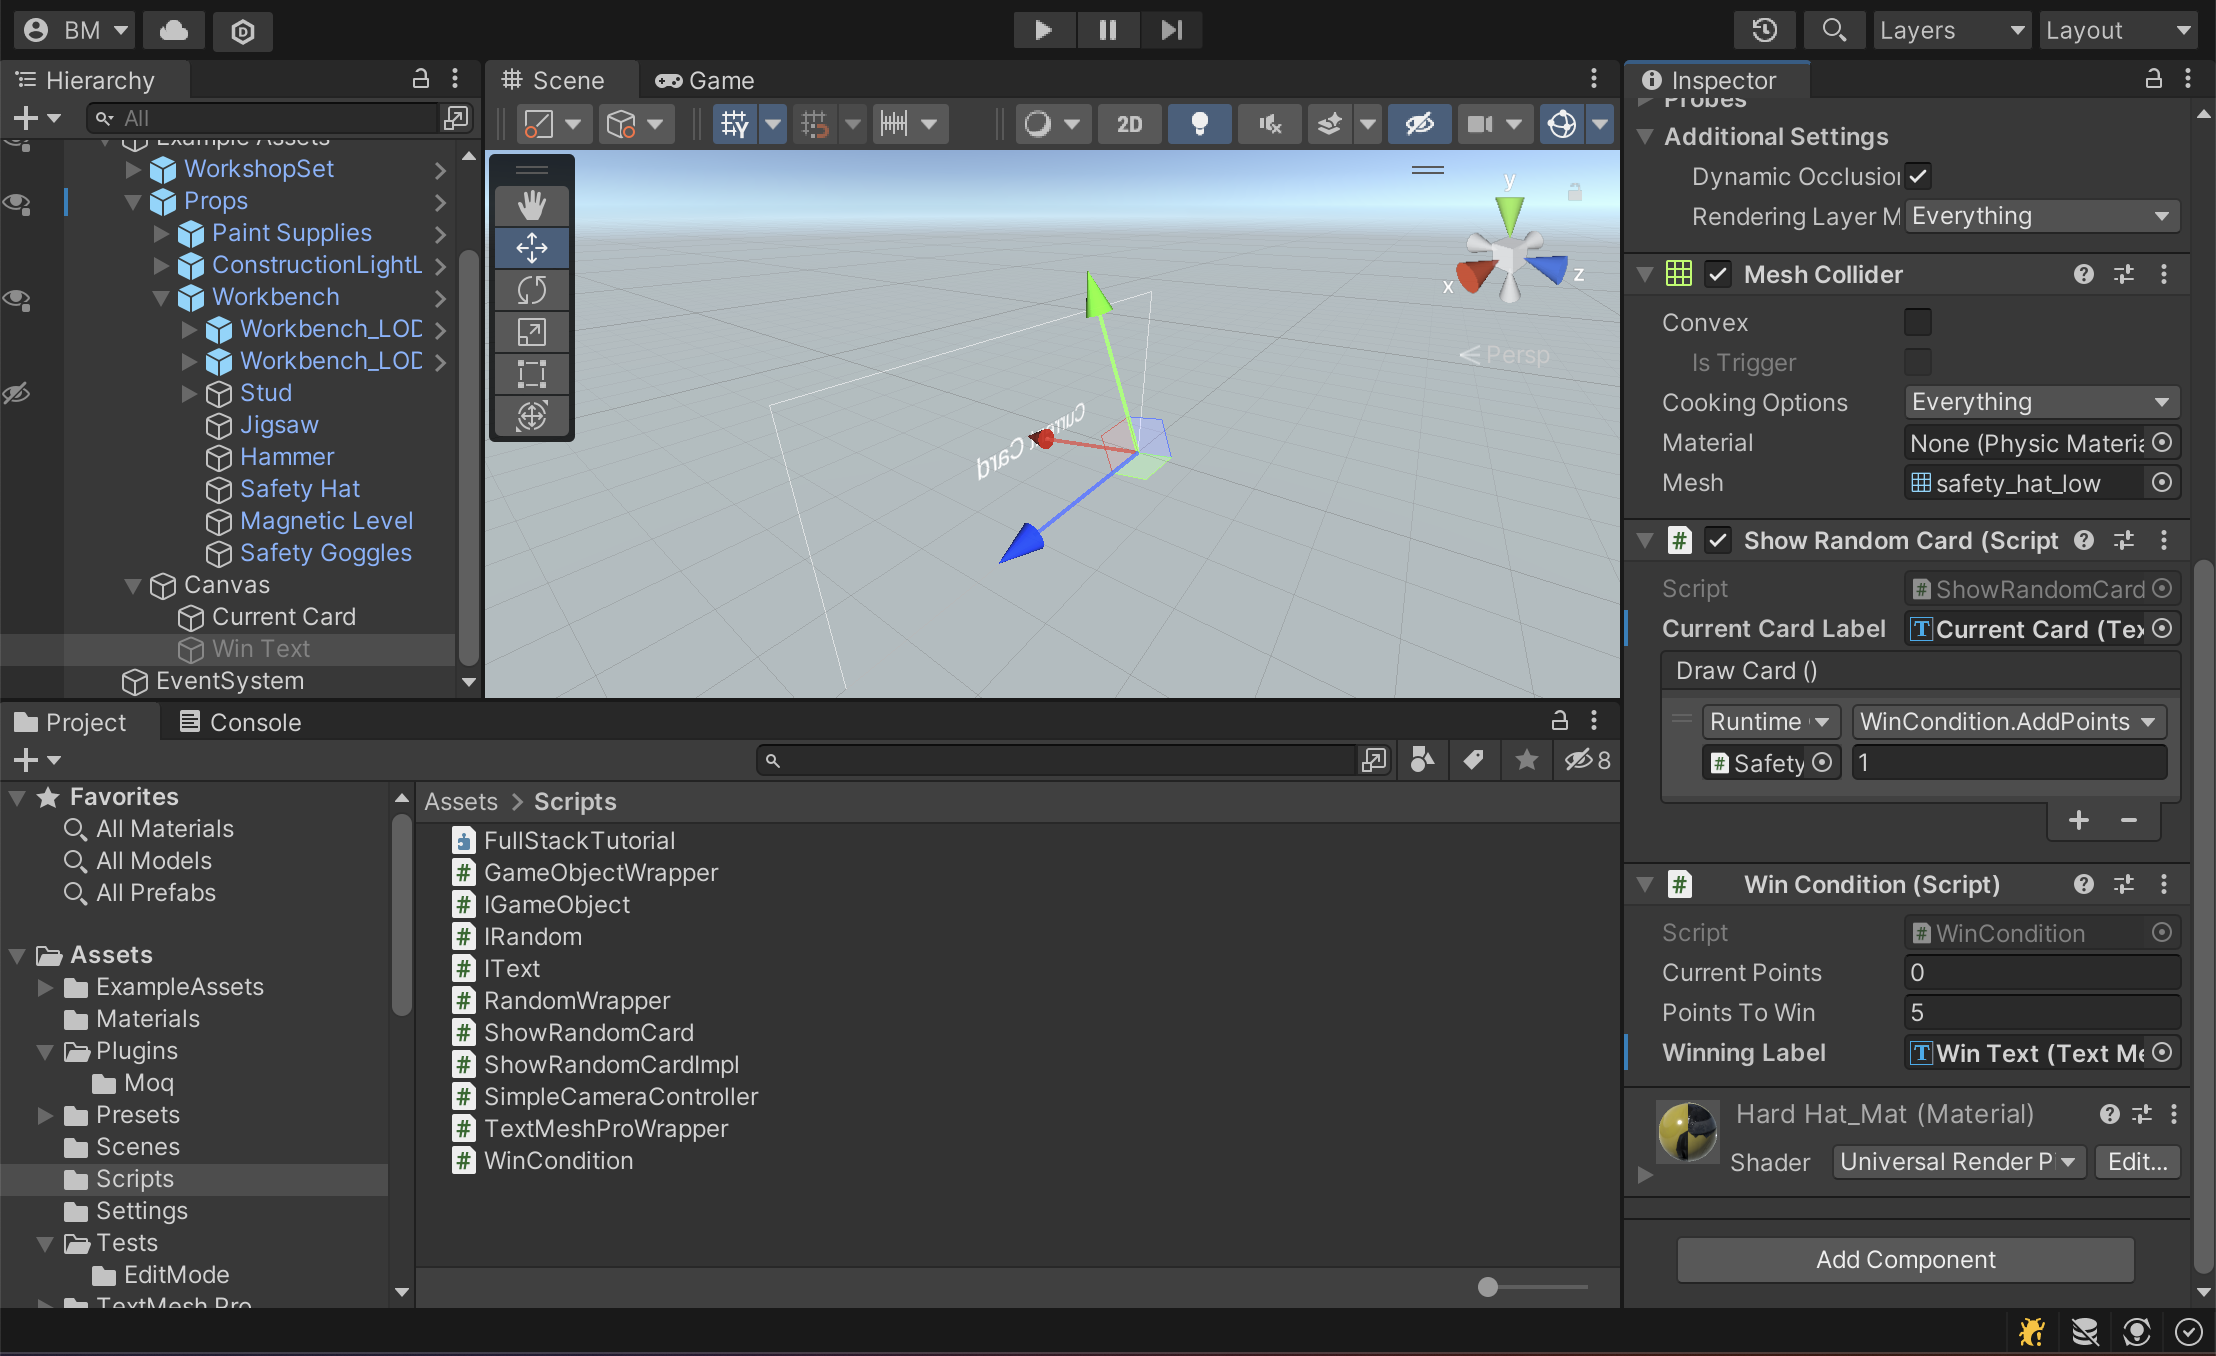 BM
Layers
Layout
Hierarchy
All
Example Assets
WorkshopSet
Props
Paint Supplies
ConstructionLightL
Workbench
Workbench_LOD
Workbench_LOD
Stud
Jigsaw
Hammer
Safety Hat
Magnetic Level
Safety Goggles
Canvas
Current Card
Win Text
EventSystem
Scene
Game
2D
y
x
z
Persp
Current Card
Inspector
Probes
Additional Settings
Dynamic Occlusion
Rendering Layer M
Everything
Mesh Collider
Convex
Is Trigger
Cooking Options
Everything
Material
None (Physic Materia
Mesh
safety_hat_low
Show Random Card (Script
Script
ShowRandomCard
Current Card Label
Current Card (Tex
Draw Card ()
Runtime
WinCondition.AddPoints
Safety
1
Win Condition (Script)
Script
WinCondition
Current Points
0
Points To Win
5
Winning Label
Win Text (Text Me
Hard Hat_Mat (Material)
Shader
Universal Render Pi
Edit...
Add Component
Project
Console
8
Favorites
All Materials
All Models
All Prefabs
Assets
ExampleAssets
Materials
Plugins
Moq
Presets
Scenes
Scripts
Settings
Tests
EditMode
TextMesh Pro
Assets > Scripts
FullStackTutorial
GameObjectWrapper
IGameObject
IRandom
IText
RandomWrapper
ShowRandomCard
ShowRandomCardImpl
SimpleCameraController
TextMeshProWrapper
WinCondition